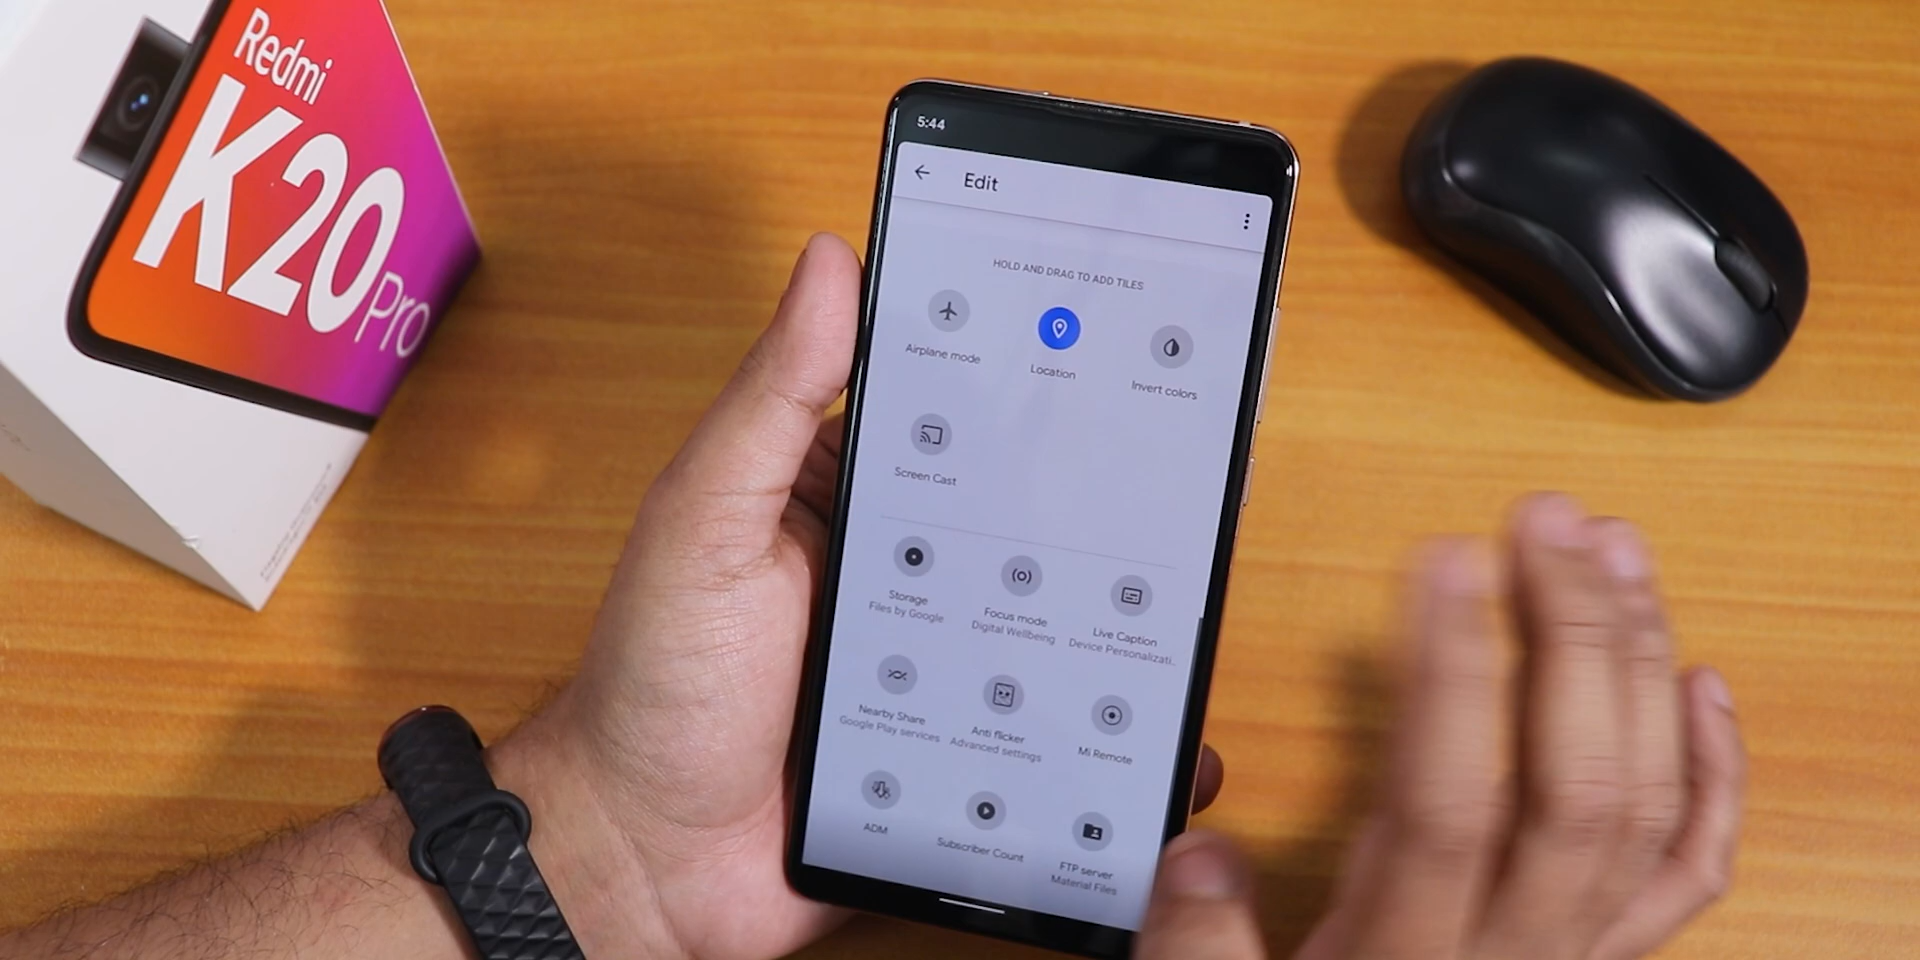 Redmi
K20 Pro
5:44
Edit
HOLD AND DRAG TO ADD TILES
Airplane mode
Location
Invert colors
Screen Cast
Storage
Files by Google
Focus mode
Digital Wellbeing
Live Caption
Device Personalizati..
Nearby Share
Google Play services
Anti flicker
Advanced settings
Mi Remote
ADM
Subscriber Count
FTP server
Material Files